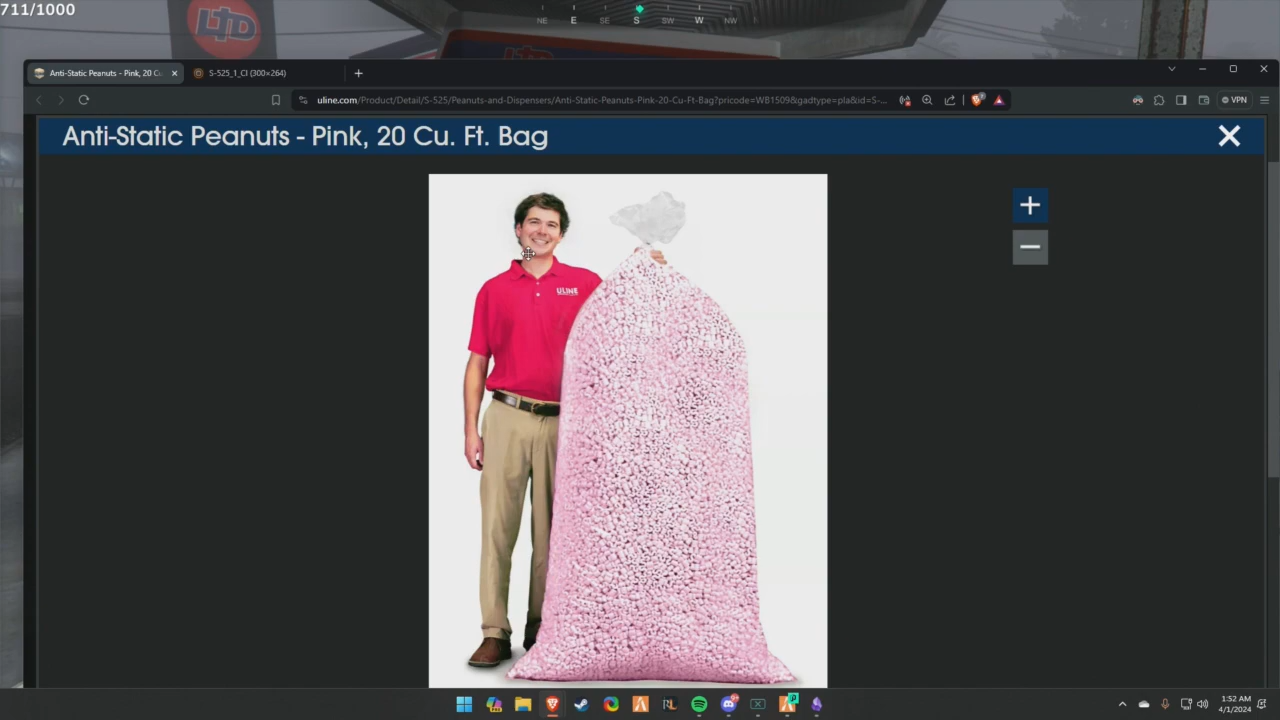 711/1000
LTD
NE E SE S SW W NW
Anti-Static Peanuts - Pink, 20 Cu.
S-525_1_CI (300×264)
uline.com/Product/Detail/S-525/Peanuts-and-Dispensers/Anti-Static-Peanuts-Pink-20-Cu-Ft-Bag?pricode=WB1509&gadtype=pla&id=S-...
VPN
Anti-Static Peanuts - Pink, 20 Cu. Ft. Bag
ULINE
1:52 AM
4/1/2024